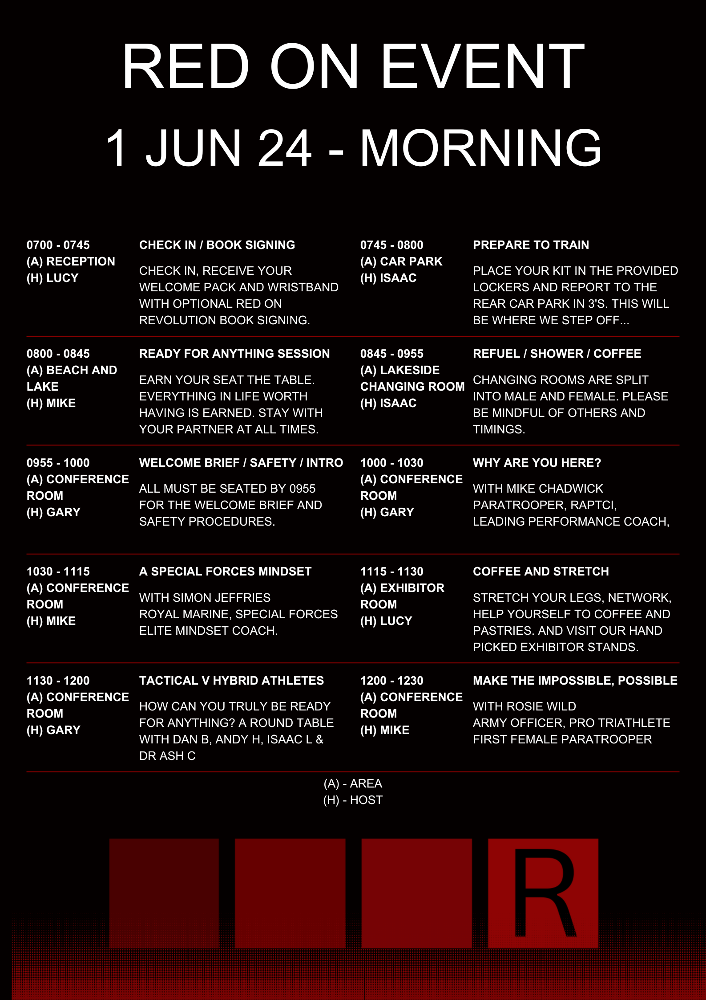 RED ON EVENT
1 JUN 24 - MORNING
0700 - 0745
(A) RECEPTION
(H) LUCY
CHECK IN / BOOK SIGNING
CHECK IN, RECEIVE YOUR
WELCOME PACK AND WRISTBAND
WITH OPTIONAL RED ON
REVOLUTION BOOK SIGNING.
0745 - 0800
(A) CAR PARK
(H) ISAAC
PREPARE TO TRAIN
PLACE YOUR KIT IN THE PROVIDED
LOCKERS AND REPORT TO THE
REAR CAR PARK IN 3'S. THIS WILL
BE WHERE WE STEP OFF...
0800 - 0845
(A) BEACH AND
LAKE
(H) MIKE
READY FOR ANYTHING SESSION
EARN YOUR SEAT THE TABLE.
EVERYTHING IN LIFE WORTH
HAVING IS EARNED. STAY WITH
YOUR PARTNER AT ALL TIMES.
0845 - 0955
(A) LAKESIDE
CHANGING ROOM
(H) ISAAC
REFUEL / SHOWER / COFFEE
CHANGING ROOMS ARE SPLIT
INTO MALE AND FEMALE. PLEASE
BE MINDFUL OF OTHERS AND
TIMINGS.
0955 - 1000
(A) CONFERENCE
ROOM
(H) GARY
WELCOME BRIEF / SAFETY / INTRO
ALL MUST BE SEATED BY 0955
FOR THE WELCOME BRIEF AND
SAFETY PROCEDURES.
1000 - 1030
(A) CONFERENCE
ROOM
(H) GARY
WHY ARE YOU HERE?
WITH MIKE CHADWICK
PARATROOPER, RAPTCI,
LEADING PERFORMANCE COACH,
1030 - 1115
(A) CONFERENCE
ROOM
(H) MIKE
A SPECIAL FORCES MINDSET
WITH SIMON JEFFRIES
ROYAL MARINE, SPECIAL FORCES
ELITE MINDSET COACH.
1115 - 1130
(A) EXHIBITOR
ROOM
(H) LUCY
COFFEE AND STRETCH
STRETCH YOUR LEGS, NETWORK,
HELP YOURSELF TO COFFEE AND
PASTRIES. AND VISIT OUR HAND
PICKED EXHIBITOR STANDS.
1130 - 1200
(A) CONFERENCE
ROOM
(H) GARY
TACTICAL V HYBRID ATHLETES
HOW CAN YOU TRULY BE READY
FOR ANYTHING? A ROUND TABLE
WITH DAN B, ANDY H, ISAAC L &
DR ASH C
1200 - 1230
(A) CONFERENCE
ROOM
(H) MIKE
MAKE THE IMPOSSIBLE, POSSIBLE
WITH ROSIE WILD
ARMY OFFICER, PRO TRIATHLETE
FIRST FEMALE PARATROOPER
(A) - AREA
(H) - HOST
R